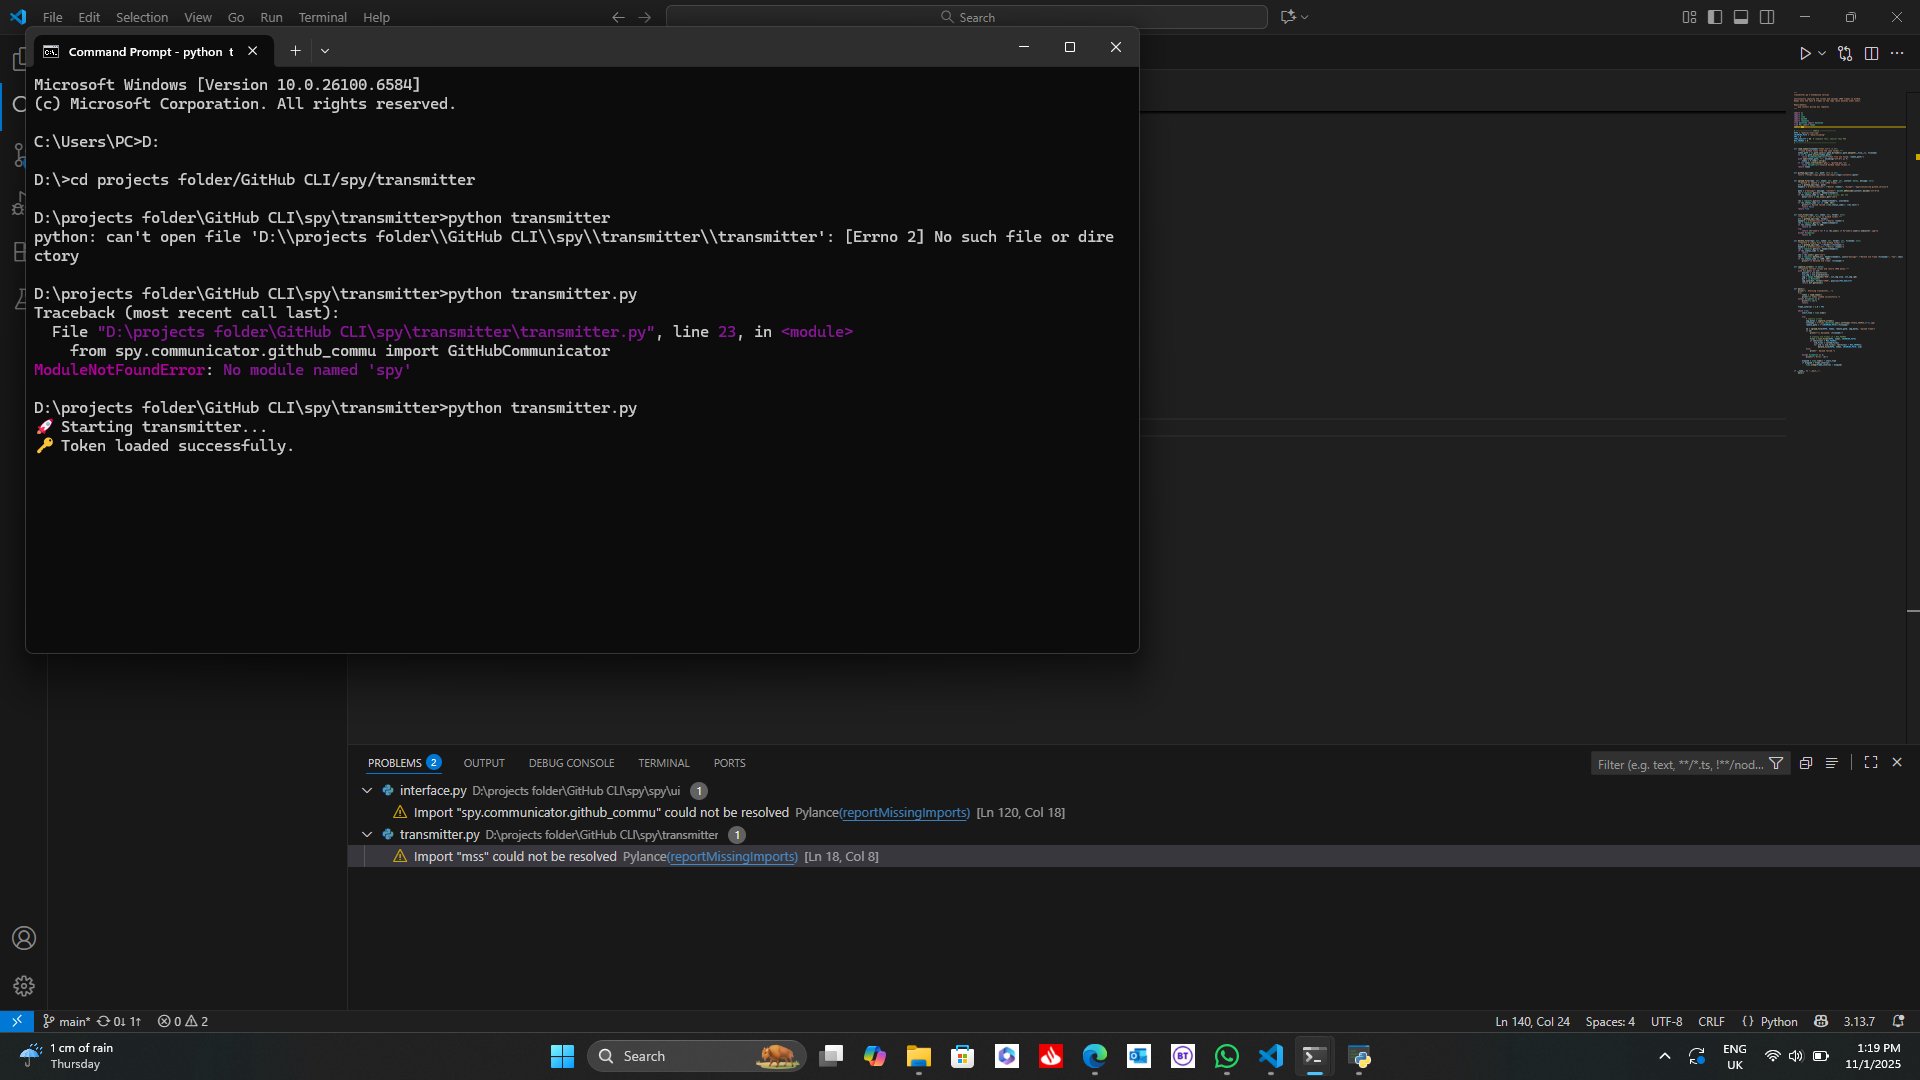 File Edit Selection View Go Run Terminal Help
Search
Command Prompt - python t
Microsoft Windows [Version 10.0.26100.6584]
(c) Microsoft Corporation. All rights reserved.
C:\Users\PC>D:
D:\>cd projects folder/GitHub CLI/spy/transmitter
D:\projects folder\GitHub CLI\spy\transmitter>python transmitter
python: can't open file 'D:\\projects folder\\GitHub CLI\\spy\\transmitter\\transmitter': [Errno 2] No such file or dire
ctory
D:\projects folder\GitHub CLI\spy\transmitter>python transmitter.py
Traceback (most recent call last):
File "D:\projects folder\GitHub CLI\spy\transmitter\transmitter.py", line 23, in <module>
from spy.communicator.github_commu import GitHubCommunicator
ModuleNotFoundError: No module named 'spy'
D:\projects folder\GitHub CLI\spy\transmitter>python transmitter.py
🚀 Starting transmitter...
🔑 Token loaded successfully.
PROBLEMS 2 OUTPUT DEBUG CONSOLE TERMINAL PORTS
Filter (e.g. text, **/*.ts, !**/nod...
interface.py D:\projects folder\GitHub CLI\spy\spy\ui 1
Import "spy.communicator.github_commu" could not be resolved Pylance(reportMissingImports) [Ln 120, Col 18]
transmitter.py D:\projects folder\GitHub CLI\spy\transmitter 1
Import "mss" could not be resolved Pylance(reportMissingImports) [Ln 18, Col 8]
main* 0↓ 1↑ 0 2
Ln 140, Col 24 Spaces: 4 UTF-8 CRLF {} Python 3.13.7
1 cm of rain
Thursday
Search
BT
ENG
UK
1:19 PM
11/1/2025